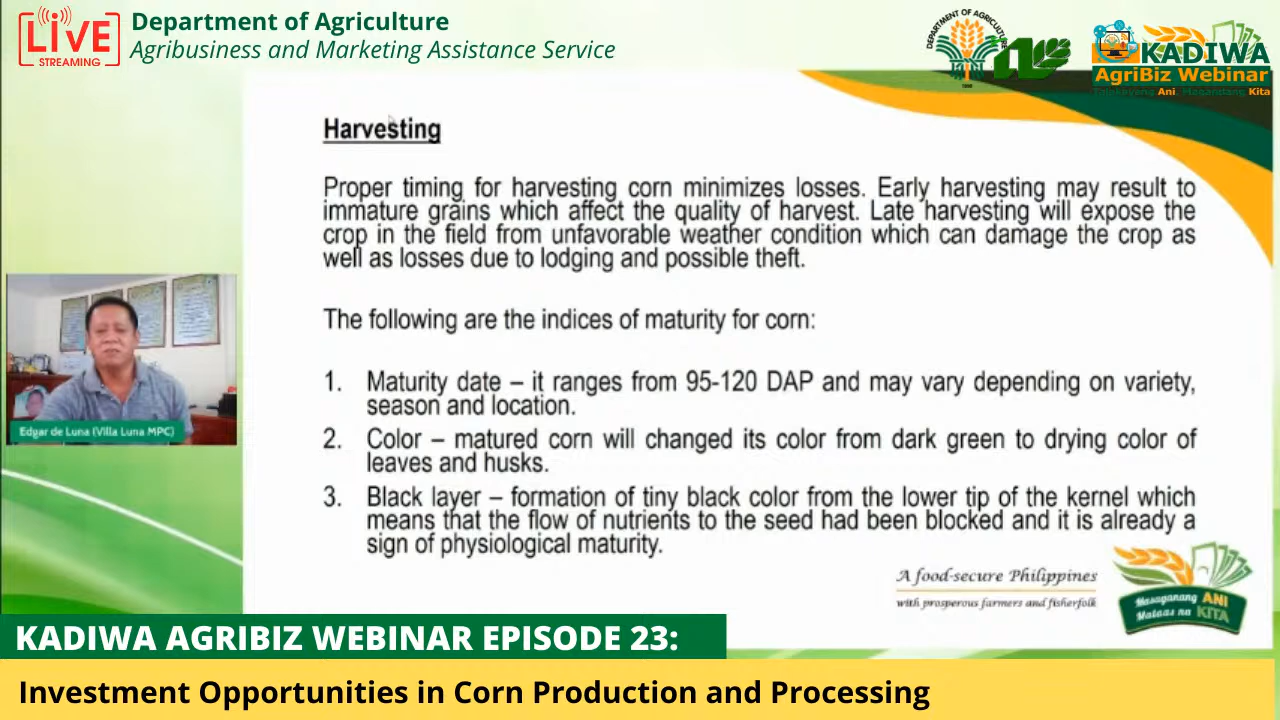 LIVE
STREAMING
Department of Agriculture
Agribusiness and Marketing Assistance Service
DEPARTMENT OF AGRICULTURE
KADIWA
AgriBiz Webinar
Ani, Masaganang Kita
Harvesting
Proper timing for harvesting corn minimizes losses. Early harvesting may result to
immature grains which affect the quality of harvest. Late harvesting will expose the
crop in the field from unfavorable weather condition which can damage the crop as
well as losses due to lodging and possible theft.
The following are the indices of maturity for corn:
1. Maturity date – it ranges from 95-120 DAP and may vary depending on variety,
season and location.
2. Color – matured corn will changed its color from dark green to drying color of
leaves and husks.
3. Black layer – formation of tiny black color from the lower tip of the kernel which
means that the flow of nutrients to the seed had been blocked and it is already a
sign of physiological maturity.
Edgar de Luna (Villa Luna MPC)
A food-secure Philippines
with prosperous farmers and fisherfolk
Masaganang ANI
Mataas na KITA
KADIWA AGRIBIZ WEBINAR EPISODE 23:
Investment Opportunities in Corn Production and Processing